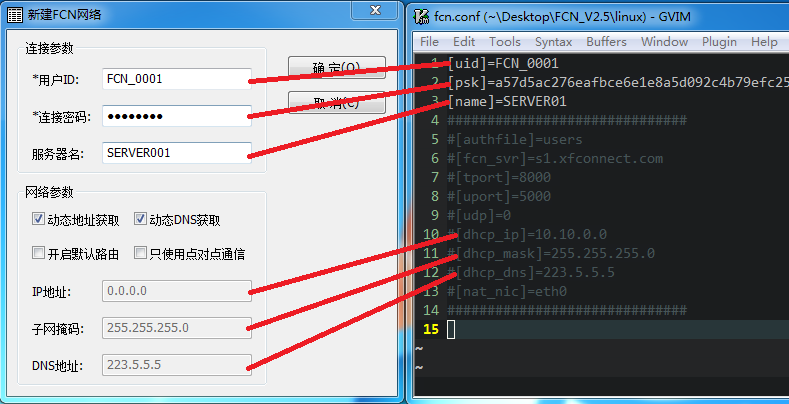 新建FCN网络
连接参数
*用户ID:
FCN_0001
*连接密码:
●●●●●●●●
服务器名:
SERVER001
确 定(O)
取 消(C)
网络参数
动态地址获取
动态DNS获取
开启默认路由
只使用点对点通信
IP地址:
0.0.0.0
子网掩码:
255.255.255.0
DNS地址:
223.5.5.5
fcn.conf (~\Desktop\FCN_V2.5\linux) - GVIM
File Edit Tools Syntax Buffers Window Plugin Help
1 [uid]=FCN_0001
2 [psk]=a57d5ac276eafbce6e1e8a5d092c4b79efc25
3 [name]=SERVER01
4 ##############################
5 #[authfile]=users
6 #[fcn_svr]=s1.xfconnect.com
7 #[tport]=8000
8 #[uport]=5000
9 #[udp]=0
10 #[dhcp_ip]=10.10.0.0
11 #[dhcp_mask]=255.255.255.0
12 #[dhcp_dns]=223.5.5.5
13 #[nat_nic]=eth0
14 ##############################
15
~
~